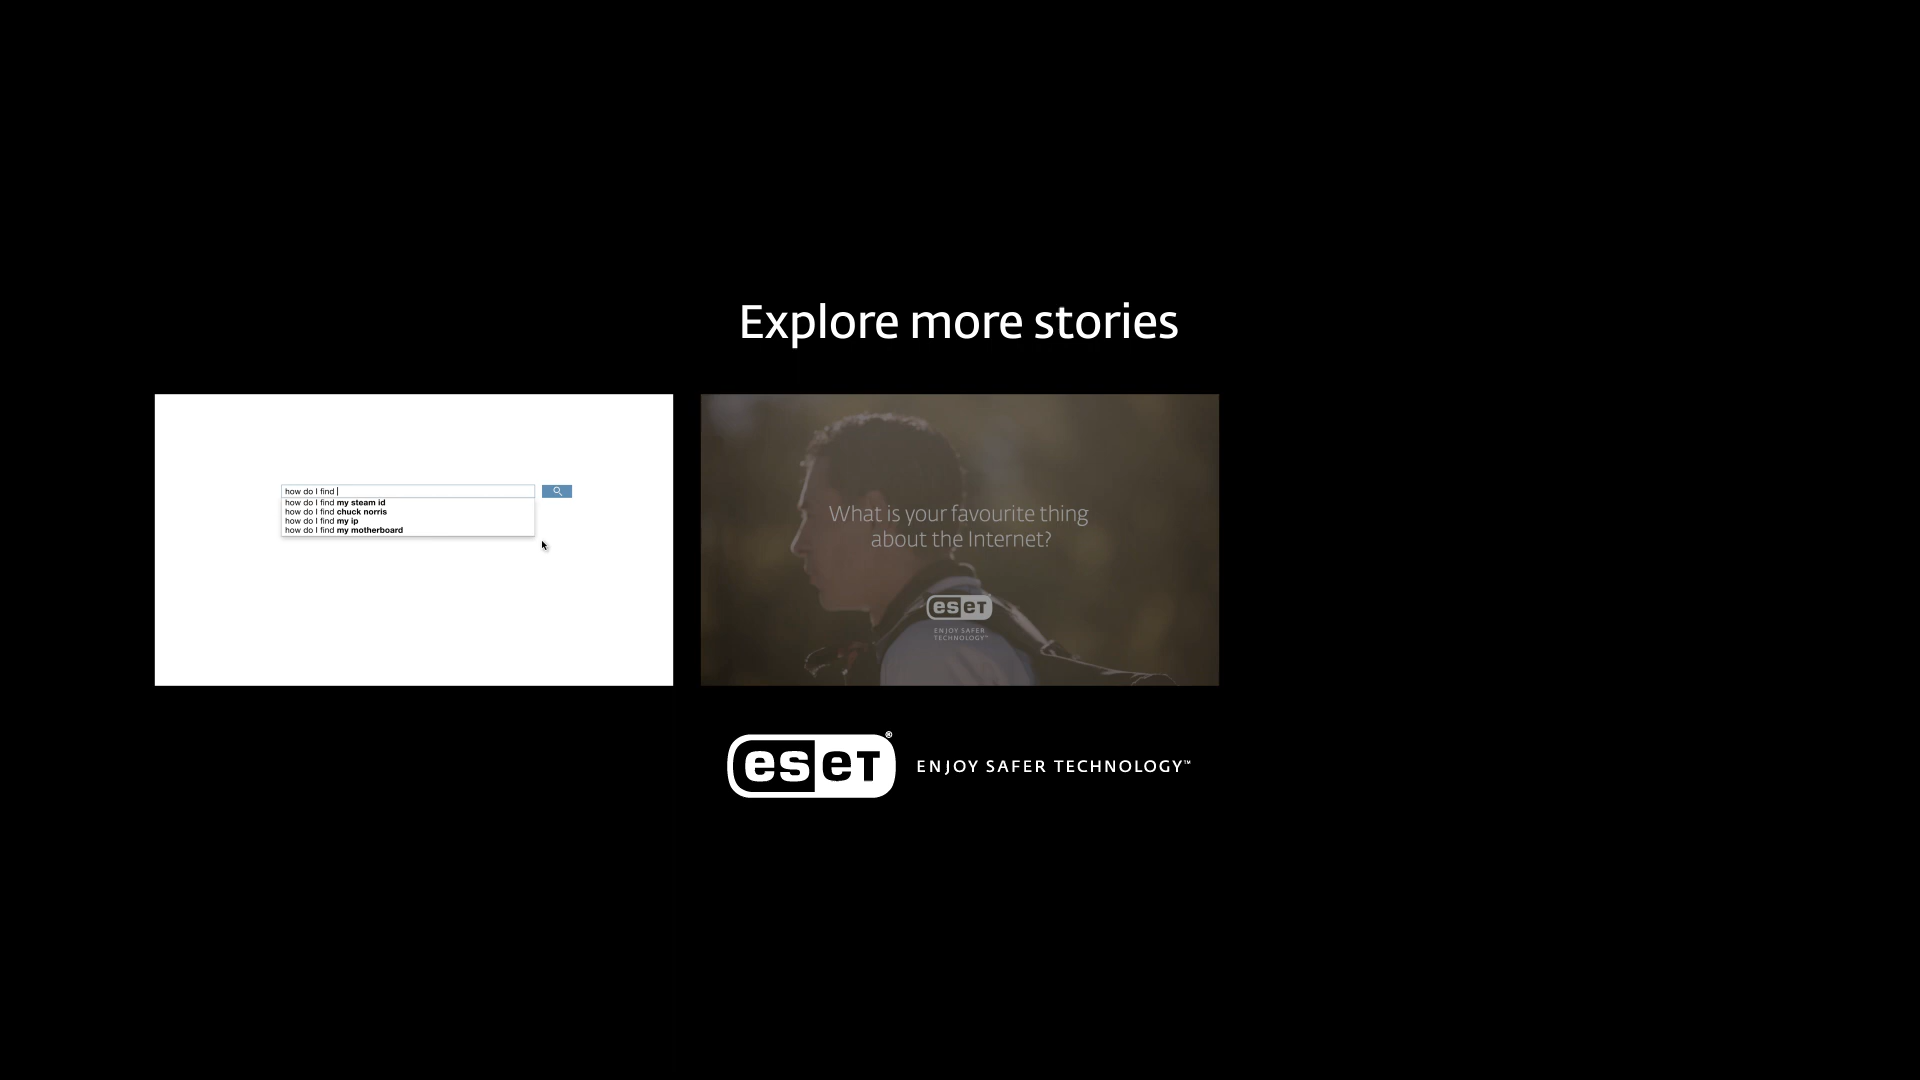 Explore more stories
how do I find
how do I find my steam id
how do I find chuck norris
how do I find my ip
how do I find my motherboard
What is your favourite thing
about the Internet?
eset
ENJOY SAFER
TECHNOLOGY™
eset® ENJOY SAFER TECHNOLOGY™